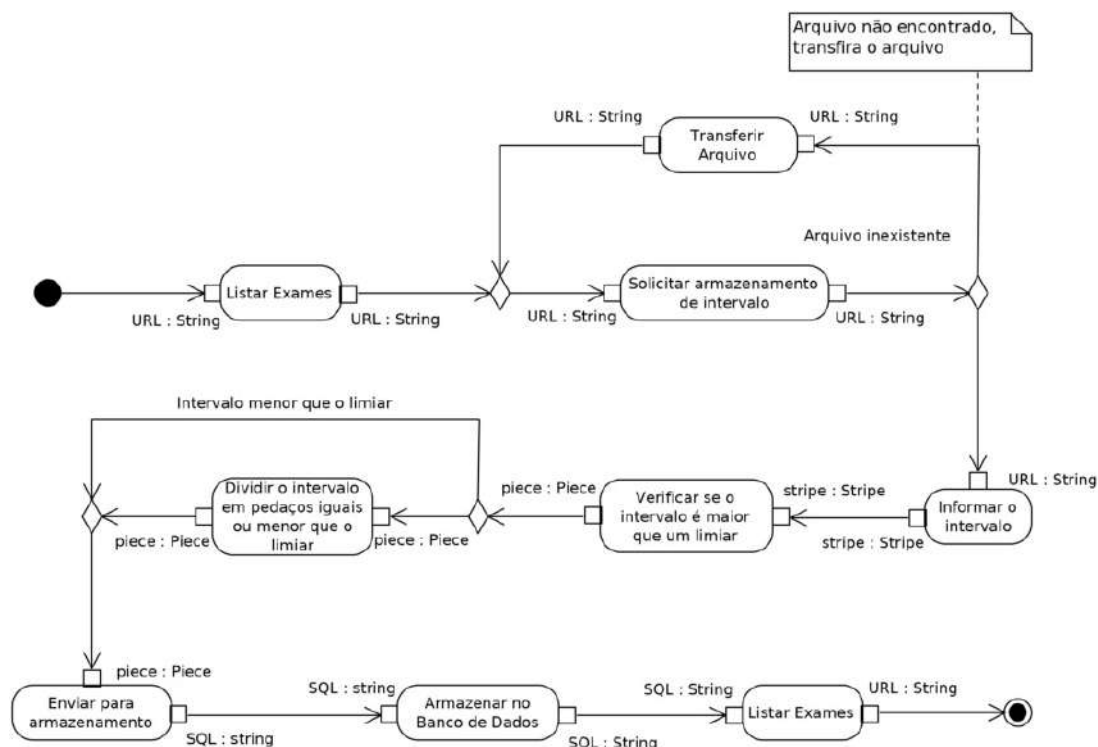 Arquivo não encontrado,
transfira o arquivo
URL : String
URL : String
Transferir
Arquivo
Arquivo inexistente
Listar Exames
Solicitar armazenamento
de intervalo
URL : String
URL : String
URL : String
URL : String
Intervalo menor que o limiar
URL : String
Dividir o intervalo
em pedaços iguais
ou menor que o
limiar
piece : Piece
Verificar se o
intervalo é maior
que um limiar
stripe : Stripe
Informar o
intervalo
piece : Piece
piece : Piece
stripe : Stripe
piece : Piece
Enviar para
armazenamento
SQL : string
Armazenar no
Banco de Dados
SQL : String
Listar Exames
URL : String
SQL : string
SQL : String